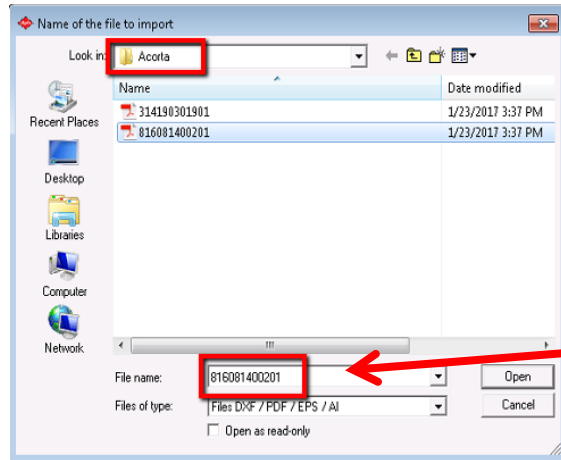 Name of the file to import
Look in: Acorta
Name Date modified
314190301901 1/23/2017 3:37 PM
816081400201 1/23/2017 3:37 PM
Recent Places
Desktop
Libraries
Computer
Network
File name: 816081400201 Open
Files of type: Files DXF / PDF / EPS / AI Cancel
Open as read-only